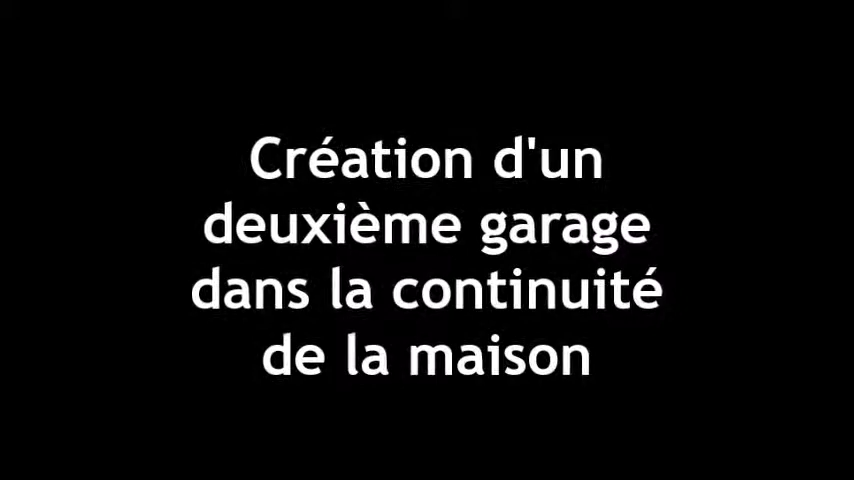 Création d'un
deuxième garage
dans la continuité
de la maison